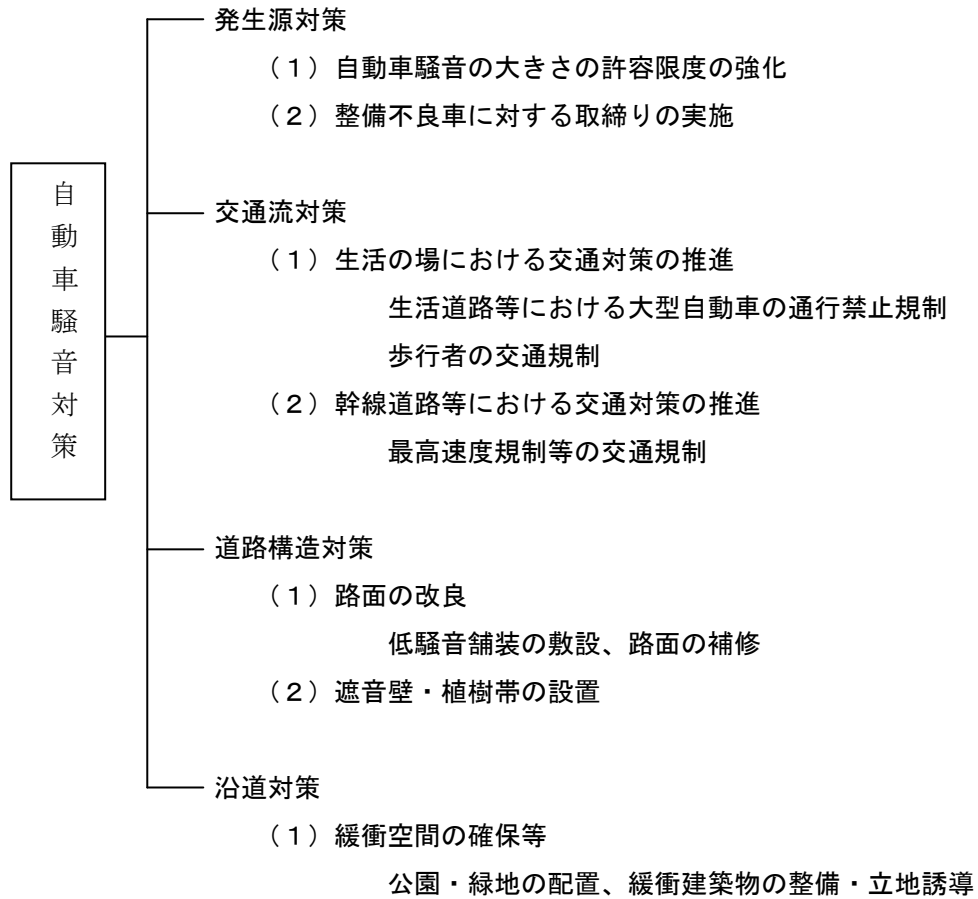 自動車騒音対策
発生源対策
（１）自動車騒音の大きさの許容限度の強化
（２）整備不良車に対する取締りの実施
交通流対策
（１）生活の場における交通対策の推進
生活道路等における大型自動車の通行禁止規制
歩行者の交通規制
（２）幹線道路等における交通対策の推進
最高速度規制等の交通規制
道路構造対策
（１）路面の改良
低騒音舗装の敷設、路面の補修
（２）遮音壁・植樹帯の設置
沿道対策
（１）緩衝空間の確保等
公園・緑地の配置、緩衝建築物の整備・立地誘導